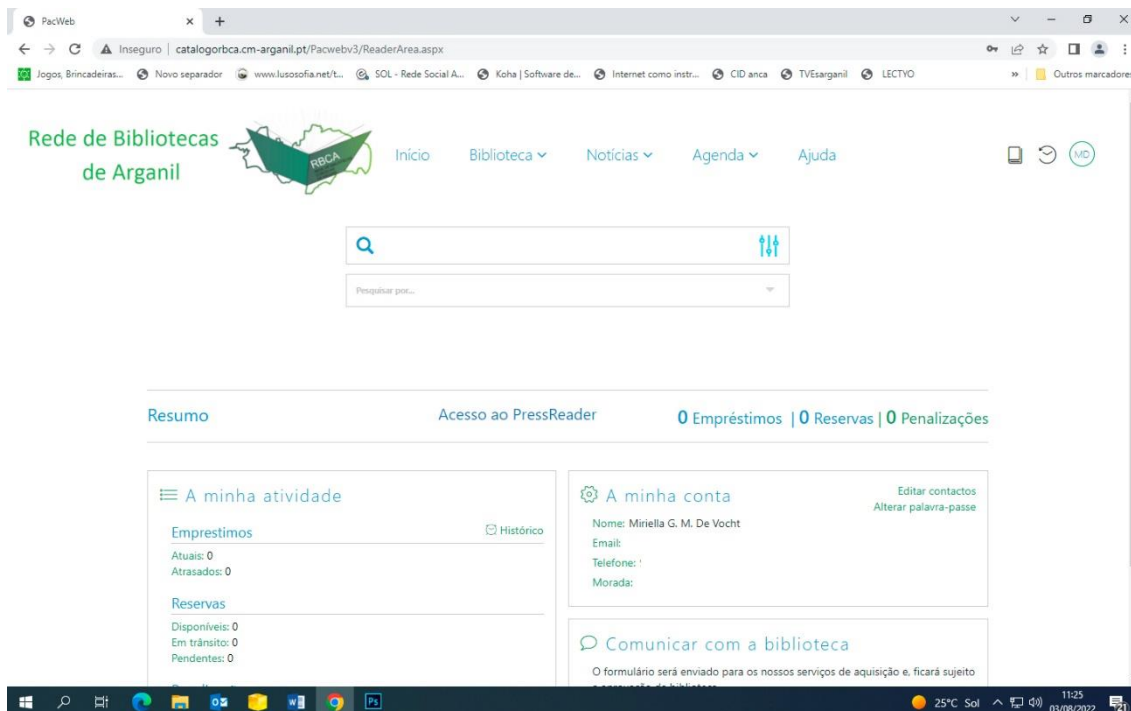 PacWeb
Inseguro | catalogorbca.cm-arganil.pt/Pacwebv3/ReaderArea.aspx
Jogos, Brincadeiras... Novo separador www.lusosofia.net/t... SOL - Rede Social A... Koha | Software de... Internet como instr... CID anca TVEsarganil LECTYO » Outros marcadores
Rede de Bibliotecas
de Arganil
RBCA
Início Biblioteca Notícias Agenda Ajuda
MD
Pesquisar por...
Resumo Acesso ao PressReader 0 Empréstimos | 0 Reservas | 0 Penalizações
A minha atividade
Emprestimos Histórico
Atuais: 0
Atrasados: 0
Reservas
Disponíveis: 0
Em trânsito: 0
Pendentes: 0
A minha conta
Editar contactos
Alterar palavra-passe
Nome: Miriella G. M. De Vocht
Email:
Telefone:
Morada:
Comunicar com a biblioteca
O formulário será enviado para os nossos serviços de aquisição e, ficará sujeito
Ps
25°C Sol
11:25
03/08/2022
21